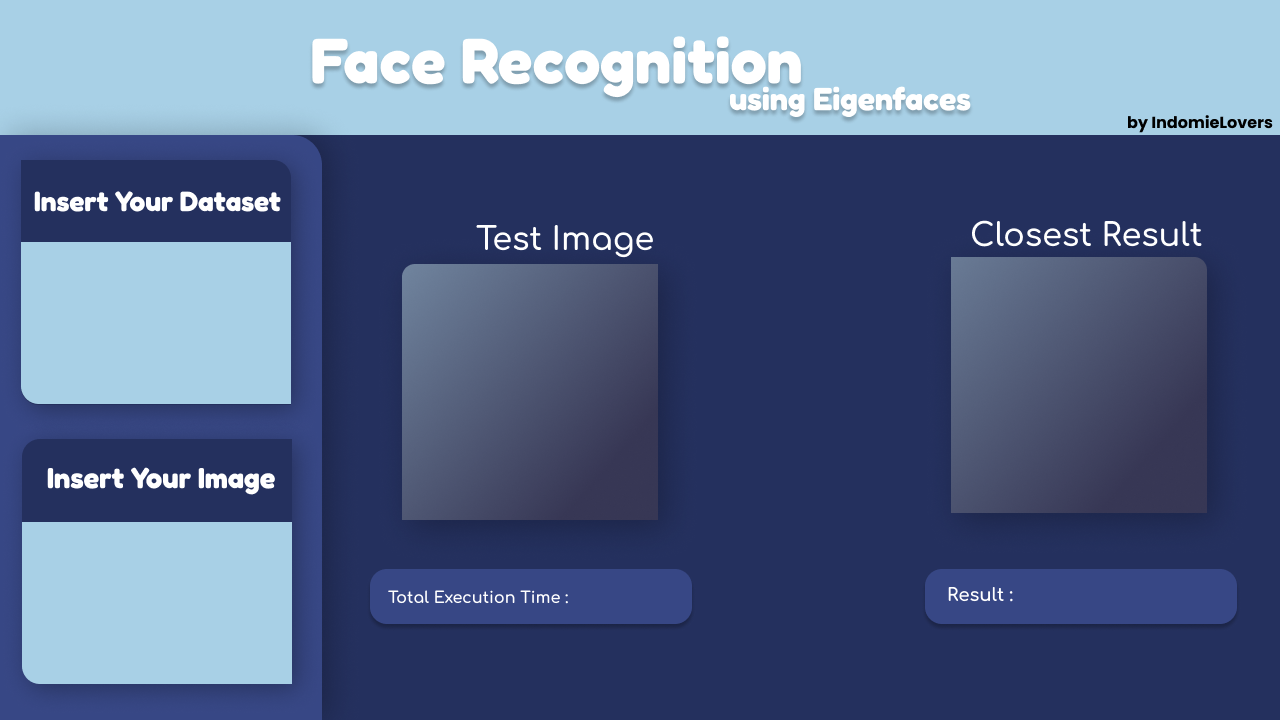 Face Recognition
using Eigenfaces
by IndomieLovers
Insert Your Dataset
Insert Your Image
Test Image
Closest Result
Total Execution Time :
Result :